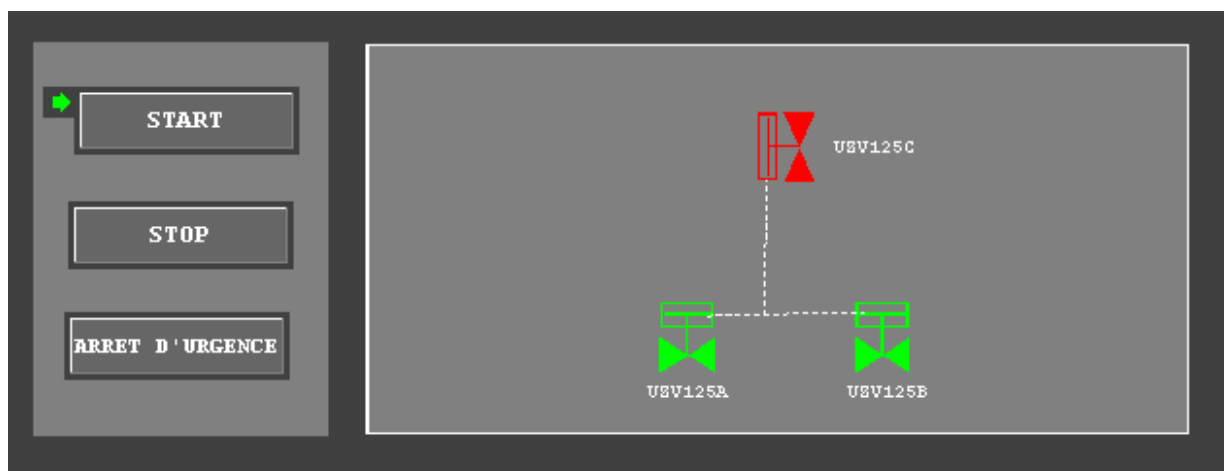 START
STOP
ARRET D'URGENCE
USV125C
USV125A
USV125B